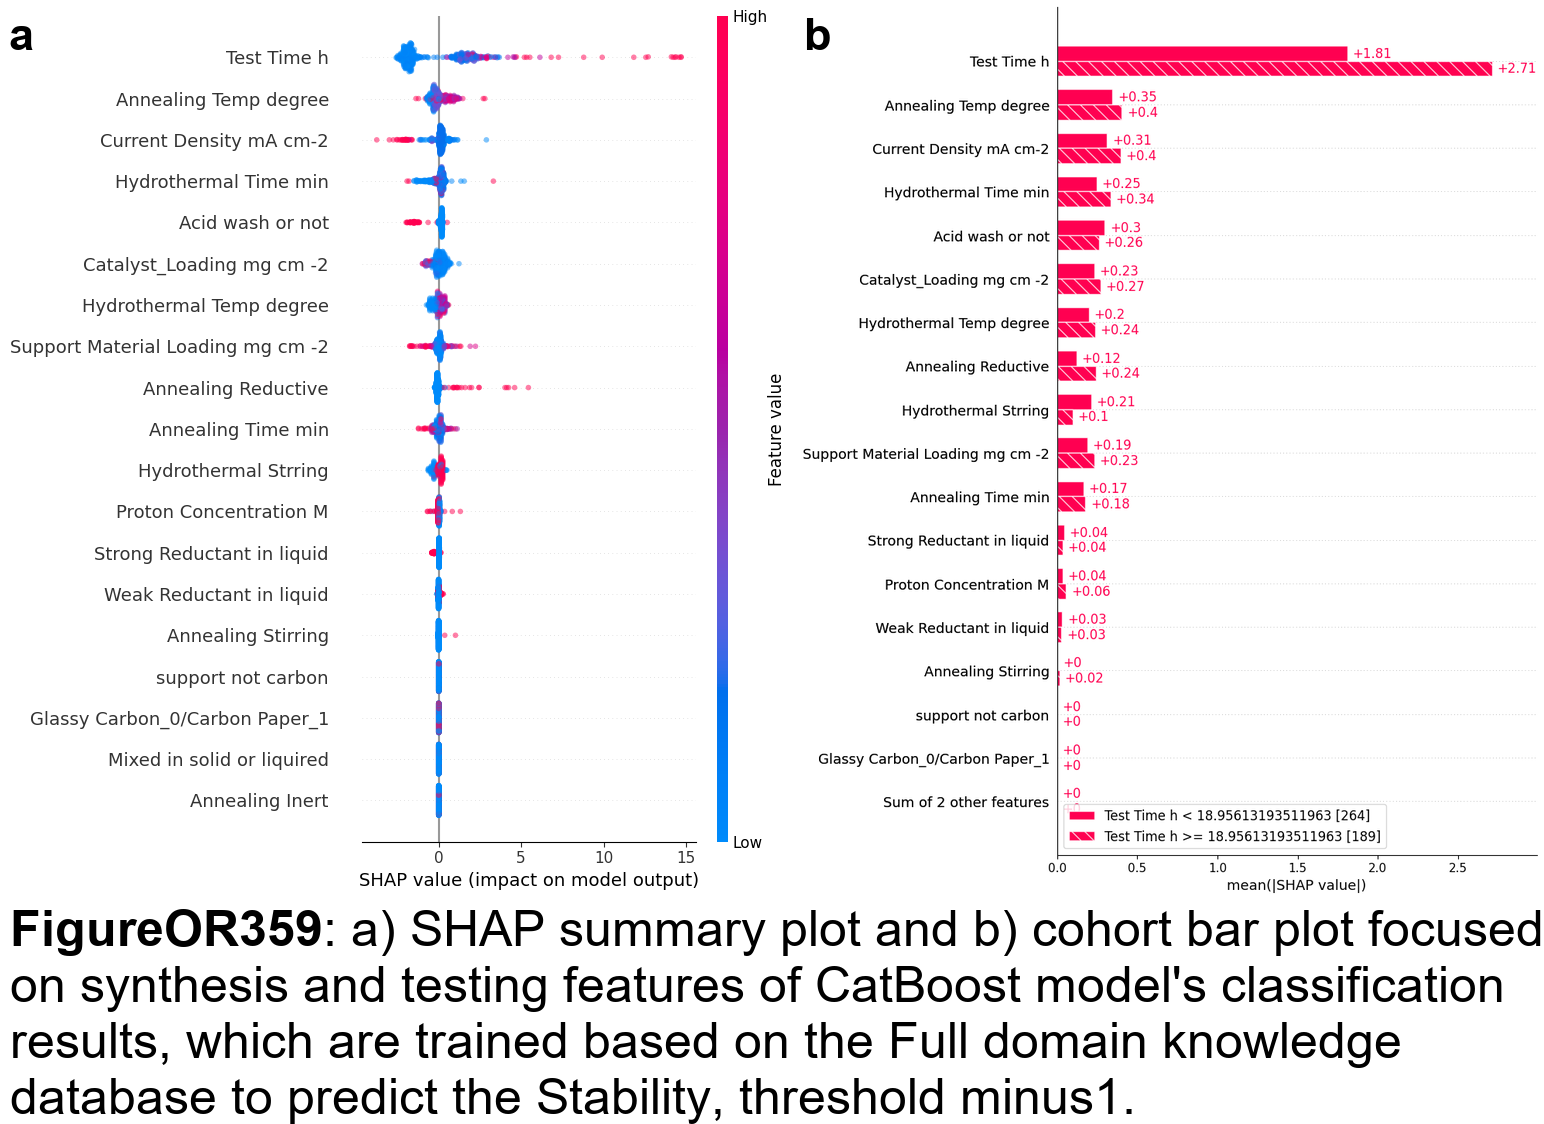 a
High
Test Time h
Annealing Temp degree
Current Density mA cm-2
Hydrothermal Time min
Acid wash or not
Catalyst_Loading mg cm -2
Hydrothermal Temp degree
Support Material Loading mg cm -2
Annealing Reductive
Annealing Time min
Hydrothermal Strring
Proton Concentration M
Strong Reductant in liquid
Weak Reductant in liquid
Annealing Stirring
support not carbon
Glassy Carbon_0/Carbon Paper_1
Mixed in solid or liquired
Annealing Inert
Low
Feature value
0 5 10 15
SHAP value (impact on model output)
b
Test Time h +1.81
+2.71
Annealing Temp degree +0.35
+0.4
Current Density mA cm-2 +0.31
+0.4
Hydrothermal Time min +0.25
+0.34
Acid wash or not +0.3
+0.26
Catalyst_Loading mg cm -2 +0.23
+0.27
Hydrothermal Temp degree +0.2
+0.24
Annealing Reductive +0.12
+0.24
Hydrothermal Strring +0.21
+0.1
Support Material Loading mg cm -2 +0.19
+0.23
Annealing Time min +0.17
+0.18
Strong Reductant in liquid +0.04
+0.04
Proton Concentration M +0.04
+0.06
Weak Reductant in liquid +0.03
+0.03
Annealing Stirring +0
+0.02
support not carbon +0
+0
Glassy Carbon_0/Carbon Paper_1 +0
+0
Sum of 2 other features +0
+0
Test Time h < 18.95613193511963 [264]
Test Time h >= 18.95613193511963 [189]
0.0 0.5 1.0 1.5 2.0 2.5
mean(|SHAP value|)
FigureOR359: a) SHAP summary plot and b) cohort bar plot focused
on synthesis and testing features of CatBoost model's classification
results, which are trained based on the Full domain knowledge
database to predict the Stability, threshold minus1.